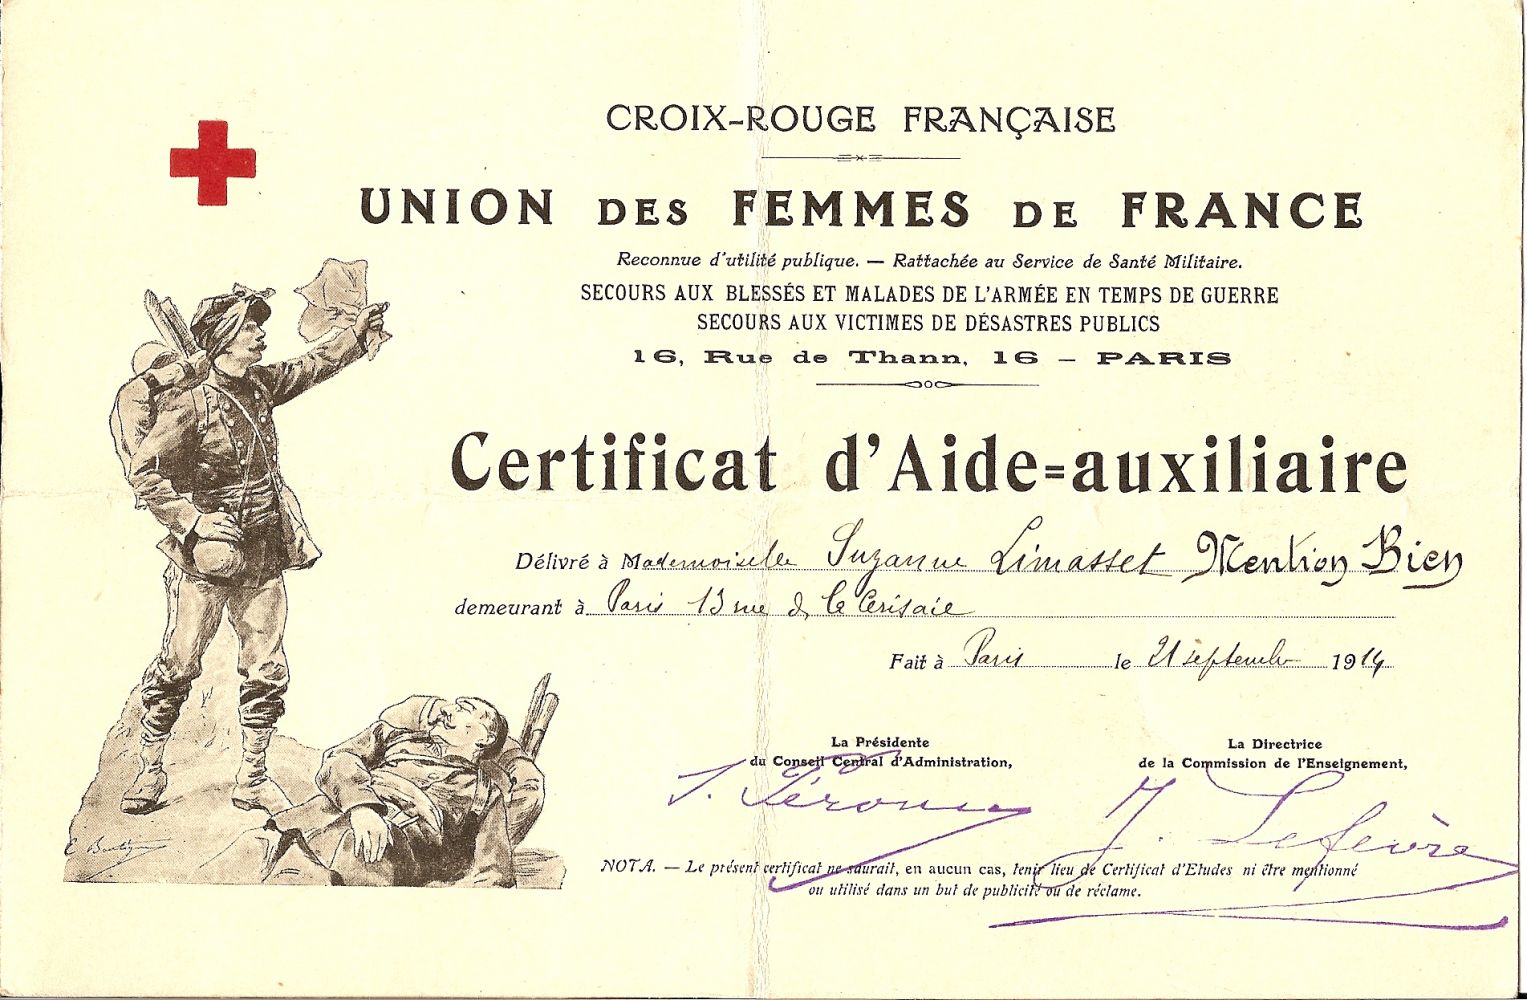 CROIX-ROUGE FRANÇAISE
UNION DES FEMMES DE FRANCE
Reconnue d'utilité publique. — Rattachée au Service de Santé Militaire.
SECOURS AUX BLESSÉS ET MALADES DE L'ARMÉE EN TEMPS DE GUERRE
SECOURS AUX VICTIMES DE DÉSASTRES PUBLICS
16, Rue de Thann, 16 — PARIS
Certificat d'Aide=auxiliaire
Délivré à Mademoiselle Suzanne Limasset Mention Bien
demeurant à Paris 13 rue de la Cerisaie
Fait à Paris le 21 septembre 1914
La Présidente
du Conseil Central d'Administration,
La Directrice
de la Commission de l'Enseignement,
S. Pérouse
J. Lefèvre
NOTA. — Le présent certificat ne saurait, en aucun cas, tenir lieu de Certificat d'Etudes ni être mentionné
ou utilisé dans un but de publicité ou de réclame.